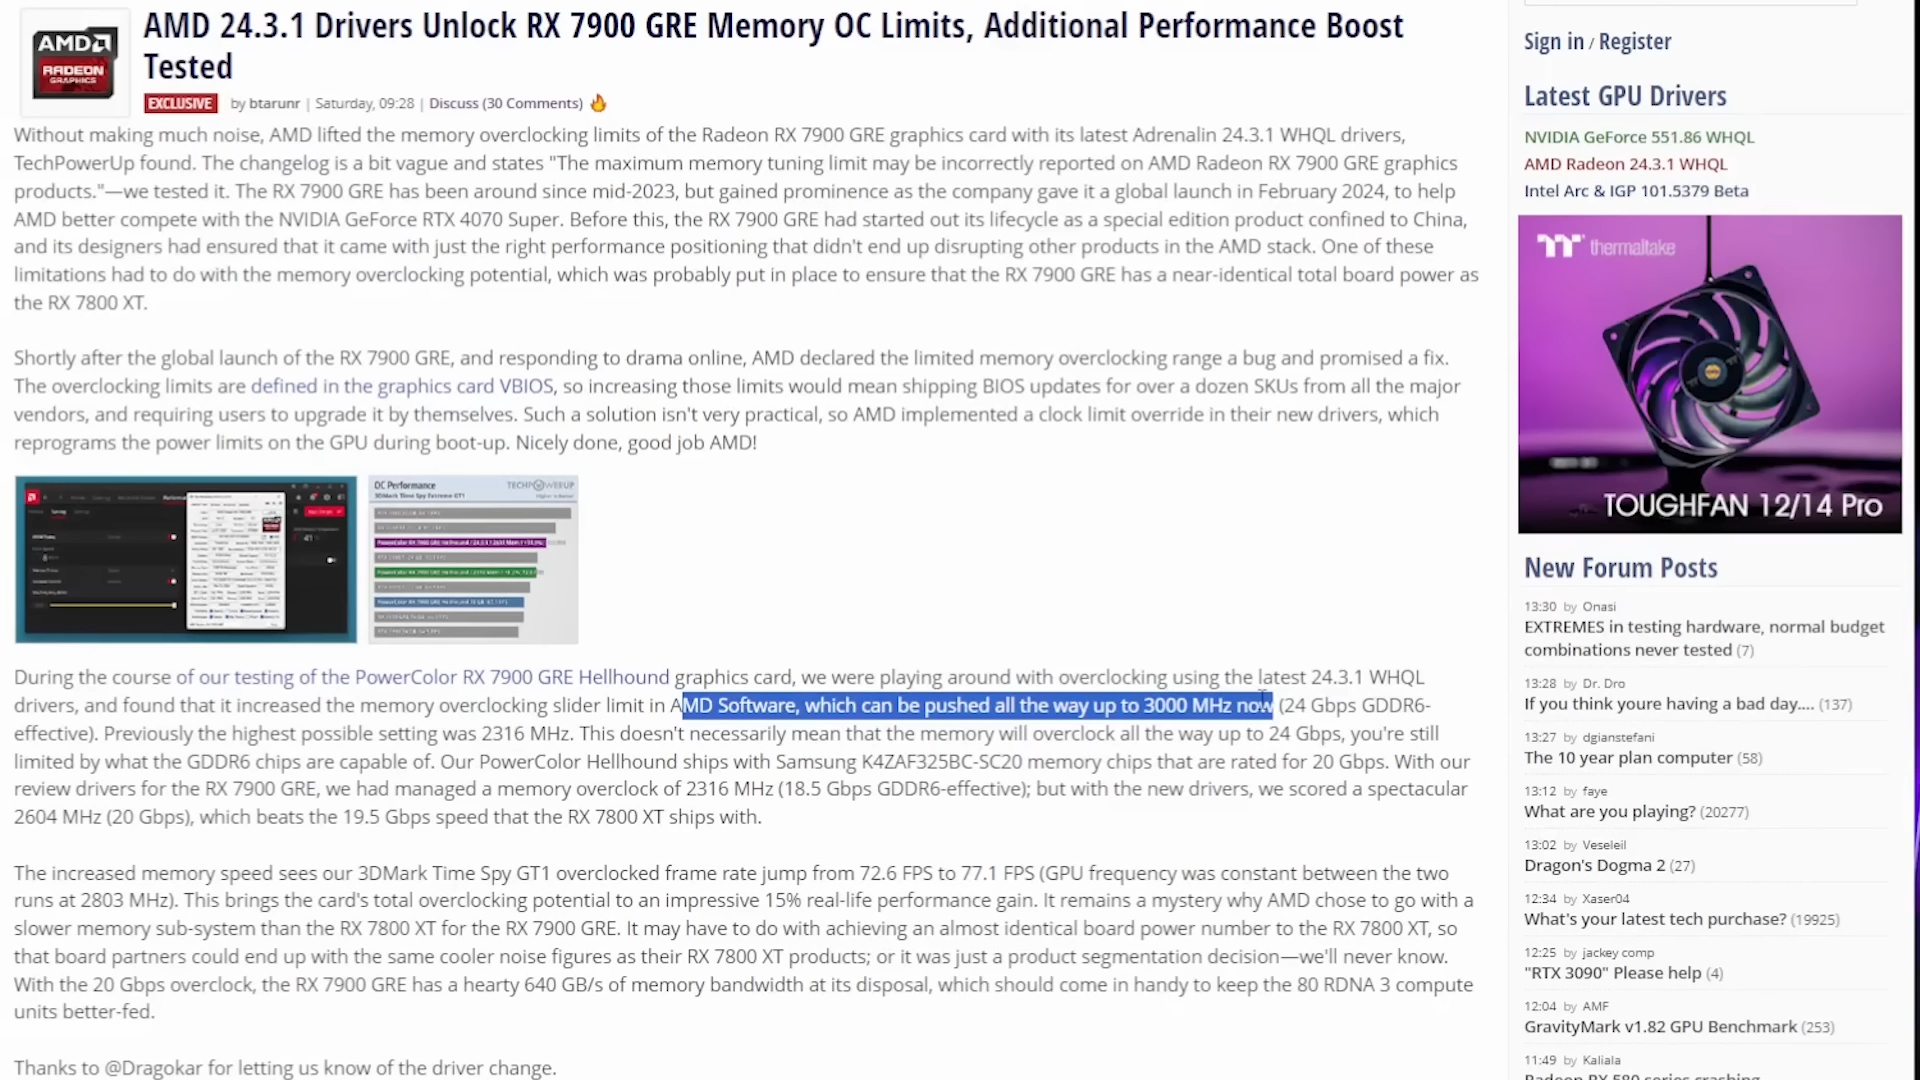 AMD
RADEON
GRAPHICS
AMD 24.3.1 Drivers Unlock RX 7900 GRE Memory OC Limits, Additional Performance Boost
Tested
EXCLUSIVE by btarunr | Saturday, 09:28 | Discuss (30 Comments)
Without making much noise, AMD lifted the memory overclocking limits of the Radeon RX 7900 GRE graphics card with its latest Adrenalin 24.3.1 WHQL drivers,
TechPowerUp found. The changelog is a bit vague and states "The maximum memory tuning limit may be incorrectly reported on AMD Radeon RX 7900 GRE graphics
products."—we tested it. The RX 7900 GRE has been around since mid-2023, but gained prominence as the company gave it a global launch in February 2024, to help
AMD better compete with the NVIDIA GeForce RTX 4070 Super. Before this, the RX 7900 GRE had started out its lifecycle as a special edition product confined to China,
and its designers had ensured that it came with just the right performance positioning that didn't end up disrupting other products in the AMD stack. One of these
limitations had to do with the memory overclocking potential, which was probably put in place to ensure that the RX 7900 GRE has a near-identical total board power as
the RX 7800 XT.
Shortly after the global launch of the RX 7900 GRE, and responding to drama online, AMD declared the limited memory overclocking range a bug and promised a fix.
The overclocking limits are defined in the graphics card VBIOS, so increasing those limits would mean shipping BIOS updates for over a dozen SKUs from all the major
vendors, and requiring users to upgrade it by themselves. Such a solution isn't very practical, so AMD implemented a clock limit override in their new drivers, which
reprograms the power limits on the GPU during boot-up. Nicely done, good job AMD!
OC Performance
TECHPOWERUP
3DMark Time Spy Extreme GT1
During the course of our testing of the PowerColor RX 7900 GRE Hellhound graphics card, we were playing around with overclocking using the latest 24.3.1 WHQL
drivers, and found that it increased the memory overclocking slider limit in AMD Software, which can be pushed all the way up to 3000 MHz now (24 Gbps GDDR6-
effective). Previously the highest possible setting was 2316 MHz. This doesn't necessarily mean that the memory will overclock all the way up to 24 Gbps, you're still
limited by what the GDDR6 chips are capable of. Our PowerColor Hellhound ships with Samsung K4ZAF325BC-SC20 memory chips that are rated for 20 Gbps. With our
review drivers for the RX 7900 GRE, we had managed a memory overclock of 2316 MHz (18.5 Gbps GDDR6-effective); but with the new drivers, we scored a spectacular
2604 MHz (20 Gbps), which beats the 19.5 Gbps speed that the RX 7800 XT ships with.
The increased memory speed sees our 3DMark Time Spy GT1 overclocked frame rate jump from 72.6 FPS to 77.1 FPS (GPU frequency was constant between the two
runs at 2803 MHz). This brings the card's total overclocking potential to an impressive 15% real-life performance gain. It remains a mystery why AMD chose to go with a
slower memory sub-system than the RX 7800 XT for the RX 7900 GRE. It may have to do with achieving an almost identical board power number to the RX 7800 XT, so
that board partners could end up with the same cooler noise figures as their RX 7800 XT products; or it was just a product segmentation decision—we'll never know.
With the 20 Gbps overclock, the RX 7900 GRE has a hearty 640 GB/s of memory bandwidth at its disposal, which should come in handy to keep the 80 RDNA 3 compute
units better-fed.
Thanks to @Dragokar for letting us know of the driver change.
Sign in / Register
Latest GPU Drivers
NVIDIA GeForce 551.86 WHQL
AMD Radeon 24.3.1 WHQL
Intel Arc & IGP 101.5379 Beta
thermaltake
TOUGHFAN 12/14 Pro
New Forum Posts
13:30 by Onasi
EXTREMES in testing hardware, normal budget
combinations never tested (7)
13:28 by Dr. Dro
If you think youre having a bad day.... (137)
13:27 by dgianstefani
The 10 year plan computer (58)
13:12 by faye
What are you playing? (20277)
13:02 by Veseleil
Dragon's Dogma 2 (27)
12:34 by Xaser04
What's your latest tech purchase? (19925)
12:25 by jackey comp
"RTX 3090" Please help (4)
12:04 by AMF
GravityMark v1.82 GPU Benchmark (253)
11:49 by Kaliala
Radeon RX 580 series crashing